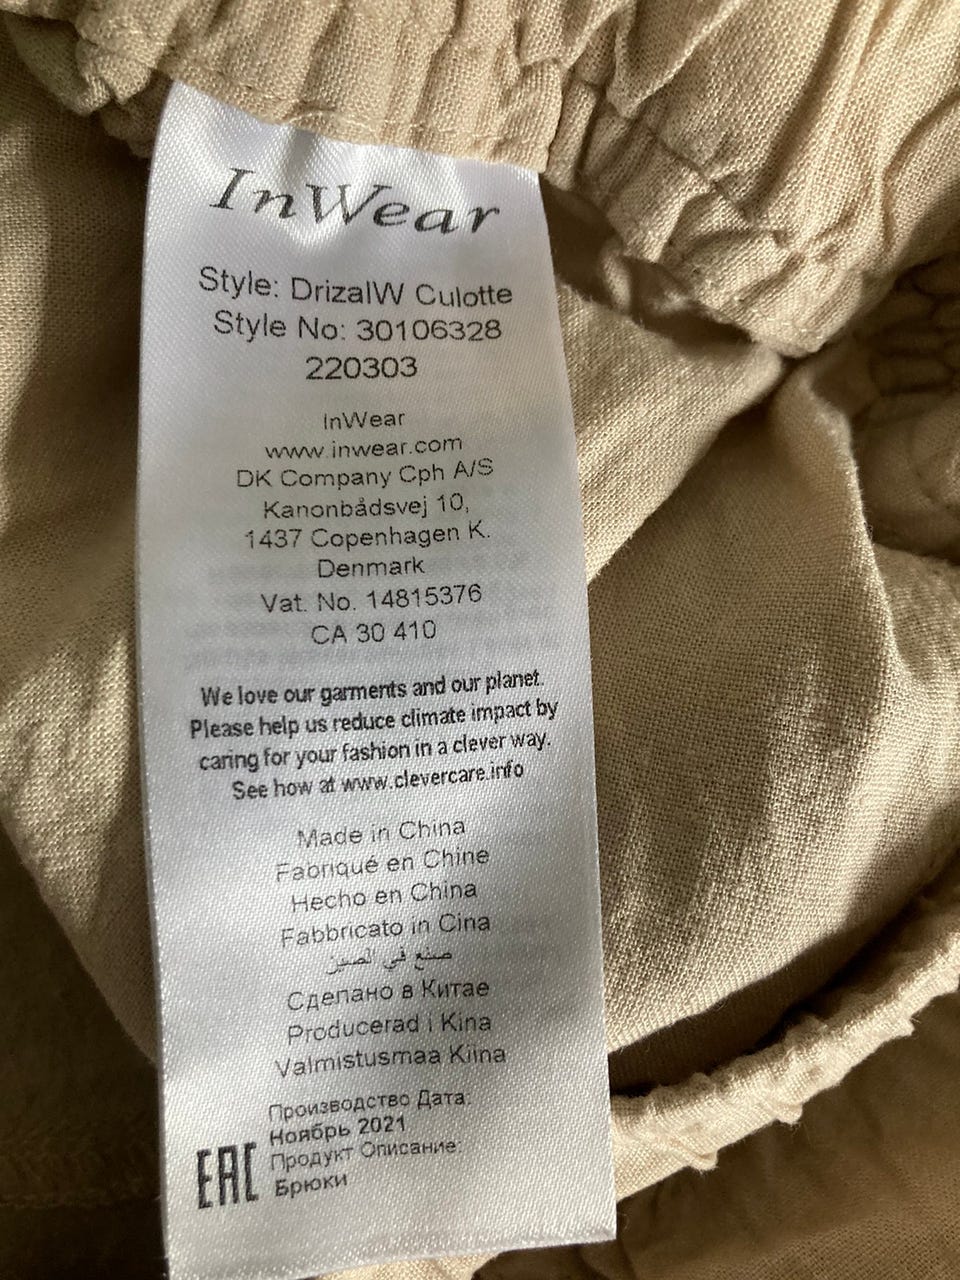 InWear
Style: DrizaIW Culotte
Style No: 30106328
220303
InWear
www.inwear.com
DK Company Cph A/S
Kanonbådsvej 10,
1437 Copenhagen K.
Denmark
Vat. No. 14815376
CA 30 410
We love our garments and our planet.
Please help us reduce climate impact by
caring for your fashion in a clever way.
See how at www.clevercare.info
Made in China
Fabriqué en Chine
Hecho en China
Fabbricato in Cina
صنع في الصين
Сделано в Китае
Producerad i Kina
Valmistusmaa Kiina
Производство Дата:
Ноябрь 2021
Продукт Описание:
Брюки
EAC